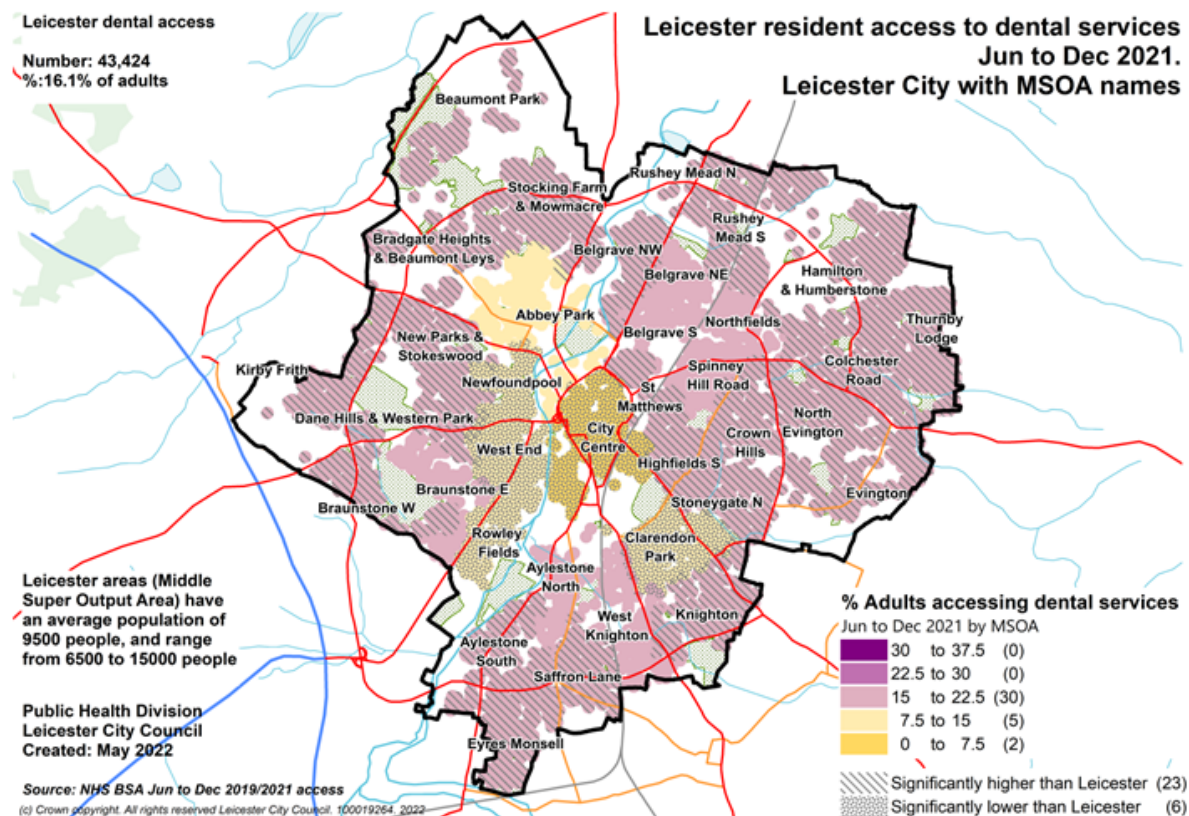 Leicester dental access
Number: 43,424
%:16.1% of adults
Leicester resident access to dental services
Jun to Dec 2021.
Leicester City with MSOA names
Beaumont Park
Rushey Mead N
Stocking Farm
& Mowmacre
Rushey
Mead S
Bradgate Heights
& Beaumont Leys
Belgrave NW
Belgrave NE
Hamilton
& Humberstone
Abbey Park
Belgrave S
Northfields
Thurnby
Lodge
New Parks &
Stokeswood
Colchester
Road
Kirby Frith
Newfoundpool
Spinney
Hill Road
St
Matthews
Dane Hills & Western Park
North
Evington
City
Centre
Crown
Hills
West End
Highfields S
Braunstone E
Evington
Stoneygate N
Braunstone W
Rowley
Fields
Clarendon
Park
Aylestone
North
West
Knighton
Knighton
Aylestone
South
Saffron Lane
Eyres Monsell
Leicester areas (Middle
Super Output Area) have
an average population of
9500 people, and range
from 6500 to 15000 people
Public Health Division
Leicester City Council
Created: May 2022
Source: NHS BSA Jun to Dec 2019/2021 access
(c) Crown copyright. All rights reserved Leicester City Council. 100019264. 2022
% Adults accessing dental services
Jun to Dec 2021 by MSOA
30 to 37.5 (0)
22.5 to 30 (0)
15 to 22.5 (30)
7.5 to 15 (5)
0 to 7.5 (2)
Significantly higher than Leicester (23)
Significantly lower than Leicester (6)